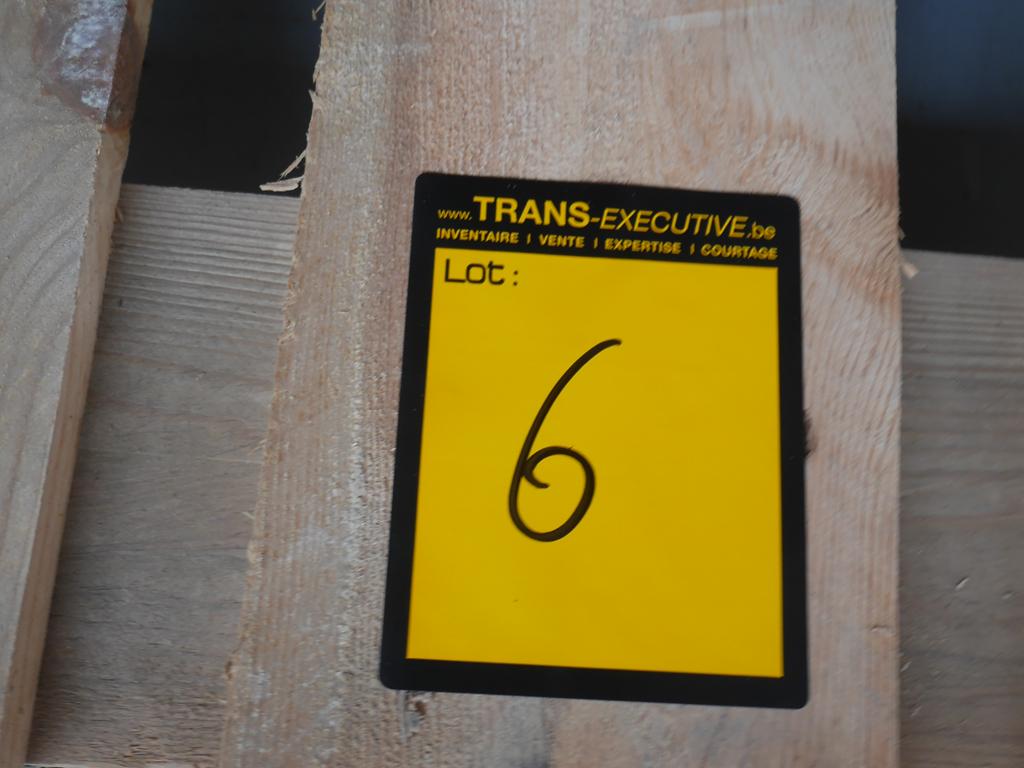 www.TRANS-EXECUTIVE.be
INVENTAIRE | VENTE | EXPERTISE | COURTAGE
Lot:
6